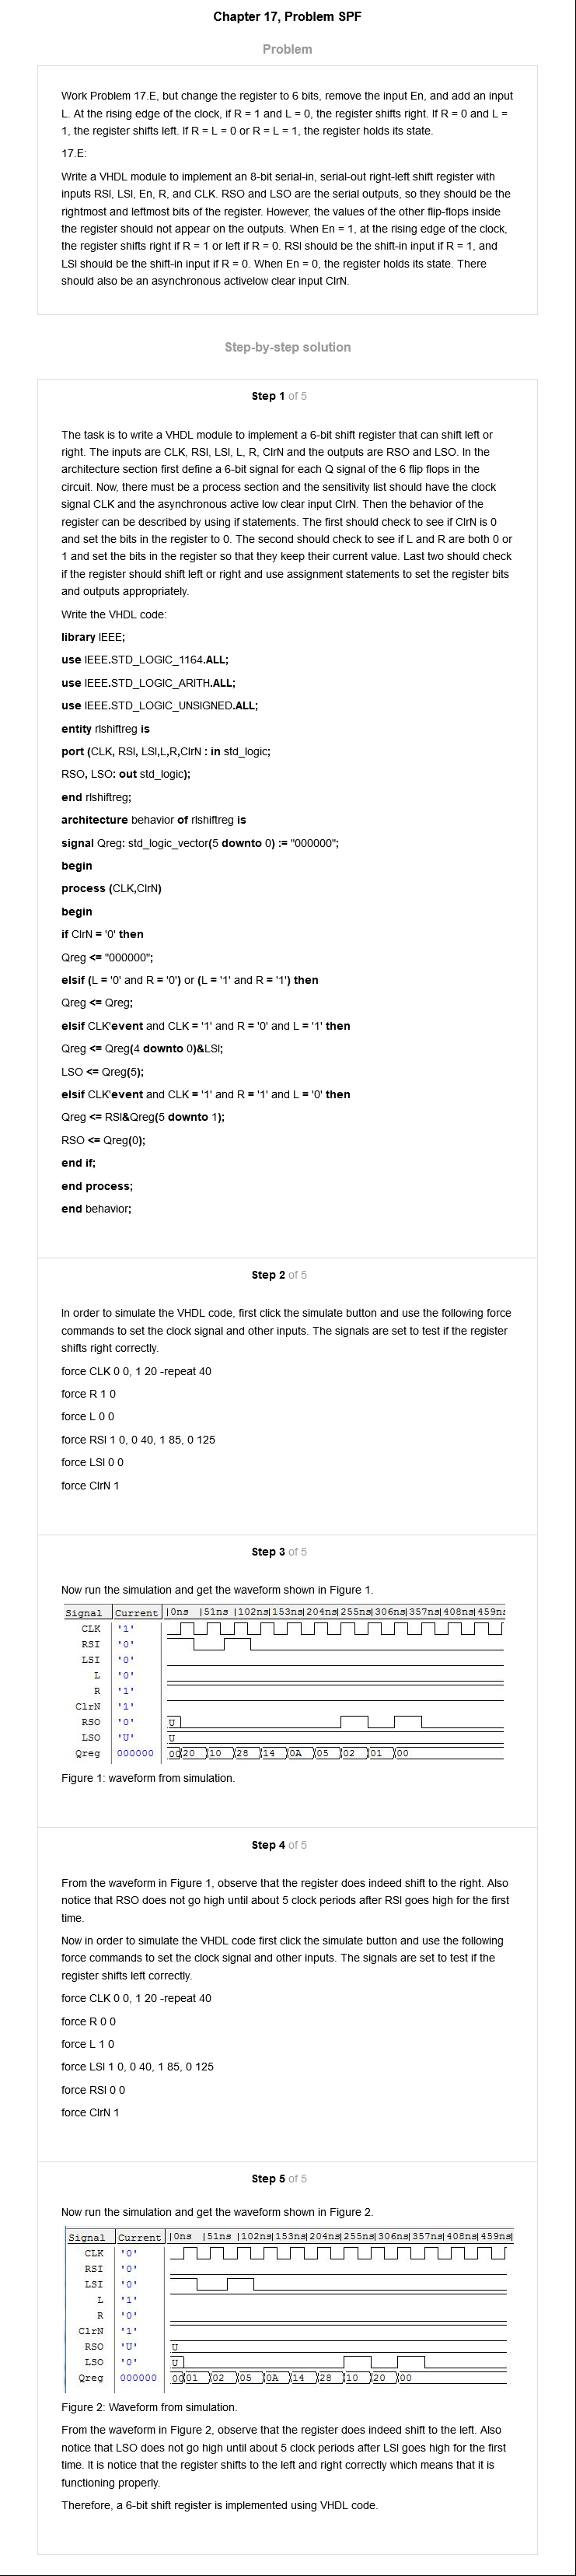 Chapter 17, Problem SPF
Problem
Work Problem 17.E, but change the register to 6 bits, remove the input En, and add an input
L. At the rising edge of the clock, if R = 1 and L = 0, the register shifts right. If R = 0 and L =
1, the register shifts left. If R = L = 0 or R = L = 1, the register holds its state.
17.E:
Write a VHDL module to implement an 8-bit serial-in, serial-out right-left shift register with
inputs RSI, LSI, En, R, and CLK. RSO and LSO are the serial outputs, so they should be the
rightmost and leftmost bits of the register. However, the values of the other flip-flops inside
the register should not appear on the outputs. When En = 1, at the rising edge of the clock,
the register shifts right if R = 1 or left if R = 0. RSI should be the shift-in input if R = 1, and
LSI should be the shift-in input if R = 0. When En = 0, the register holds its state. There
should also be an asynchronous activelow clear input ClrN.
Step-by-step solution
Step 1 of 5
The task is to write a VHDL module to implement a 6-bit shift register that can shift left or
right. The inputs are CLK, RSI, LSI, L, R, ClrN and the outputs are RSO and LSO. In the
architecture section first define a 6-bit signal for each Q signal of the 6 flip flops in the
circuit. Now, there must be a process section and the sensitivity list should have the clock
signal CLK and the asynchronous active low clear input ClrN. Then the behavior of the
register can be described by using if statements. The first should check to see if ClrN is 0
and set the bits in the register to 0. The second should check to see if L and R are both 0 or
1 and set the bits in the register so that they keep their current value. Last two should check
if the register should shift left or right and use assignment statements to set the register bits
and outputs appropriately.
Write the VHDL code:
library IEEE;
use IEEE.STD_LOGIC_1164.ALL;
use IEEE.STD_LOGIC_ARITH.ALL;
use IEEE.STD_LOGIC_UNSIGNED.ALL;
entity rlshiftreg is
port (CLK, RSI, LSI,L,R,ClrN : in std_logic;
RSO, LSO: out std_logic);
end rlshiftreg;
architecture behavior of rlshiftreg is
signal Qreg: std_logic_vector(5 downto 0) := "000000";
begin
process (CLK,ClrN)
begin
if ClrN = '0' then
Qreg <= "000000";
elsif (L = '0' and R = '0') or (L = '1' and R = '1') then
Qreg <= Qreg;
elsif CLK'event and CLK = '1' and R = '0' and L = '1' then
Qreg <= Qreg(4 downto 0)&LSI;
LSO <= Qreg(5);
elsif CLK'event and CLK = '1' and R = '1' and L = '0' then
Qreg <= RSI&Qreg(5 downto 1);
RSO <= Qreg(0);
end if;
end process;
end behavior;
Step 2 of 5
In order to simulate the VHDL code, first click the simulate button and use the following force
commands to set the clock signal and other inputs. The signals are set to test if the register
shifts right correctly.
force CLK 0 0, 1 20 -repeat 40
force R 1 0
force L 0 0
force RSI 1 0, 0 40, 1 85, 0 125
force LSI 0 0
force ClrN 1
Step 3 of 5
Now run the simulation and get the waveform shown in Figure 1.
Signal Current |0ns |51ns |102ns|153ns|204ns|255ns|306ns|357ns|408ns|459ns
CLK '1'
RSI '0'
LSI '0'
L '0'
R '1'
ClrN '1'
RSO '0' U
LSO 'U' U
Qreg 000000 00 20 10 28 14 0A 05 02 01 00
Figure 1: waveform from simulation.
Step 4 of 5
From the waveform in Figure 1, observe that the register does indeed shift to the right. Also
notice that RSO does not go high until about 5 clock periods after RSI goes high for the first
time.
Now in order to simulate the VHDL code first click the simulate button and use the following
force commands to set the clock signal and other inputs. The signals are set to test if the
register shifts left correctly.
force CLK 0 0, 1 20 -repeat 40
force R 0 0
force L 1 0
force LSI 1 0, 0 40, 1 85, 0 125
force RSI 0 0
force ClrN 1
Step 5 of 5
Now run the simulation and get the waveform shown in Figure 2.
Signal Current |0ns |51ns |102ns|153ns|204ns|255ns|306ns|357ns|408ns|459ns
CLK '0'
RSI '0'
LSI '0'
L '1'
R '0'
ClrN '1'
RSO 'U' U
LSO '0' U
Qreg 000000 00 01 02 05 0A 14 28 10 20 00
Figure 2: Waveform from simulation.
From the waveform in Figure 2, observe that the register does indeed shift to the left. Also
notice that LSO does not go high until about 5 clock periods after LSI goes high for the first
time. It is notice that the register shifts to the left and right correctly which means that it is
functioning properly.
Therefore, a 6-bit shift register is implemented using VHDL code.